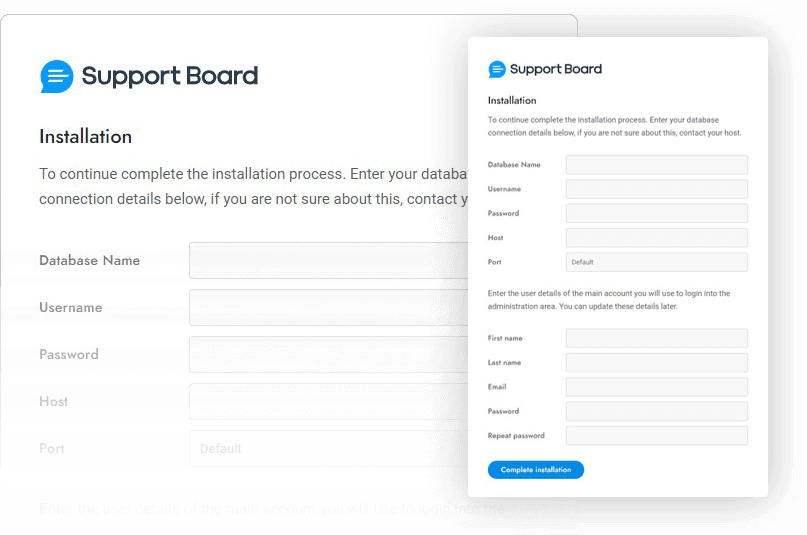 Support Board
Installation
To continue complete the installation process. Enter your databa
connection details below, if you are not sure about this, contact y
Database Name
Username
Password
Host
Port
Default
Enter the user details of the main account you will use to login into the
Support Board
Installation
To continue complete the installation process. Enter your database
connection details below, if you are not sure about this, contact your host.
Database Name
Username
Password
Host
Port
Default
Enter the user details of the main account you will use to login into the
administration area. You can update these details later.
First name
Last name
Email
Password
Repeat password
Complete installation